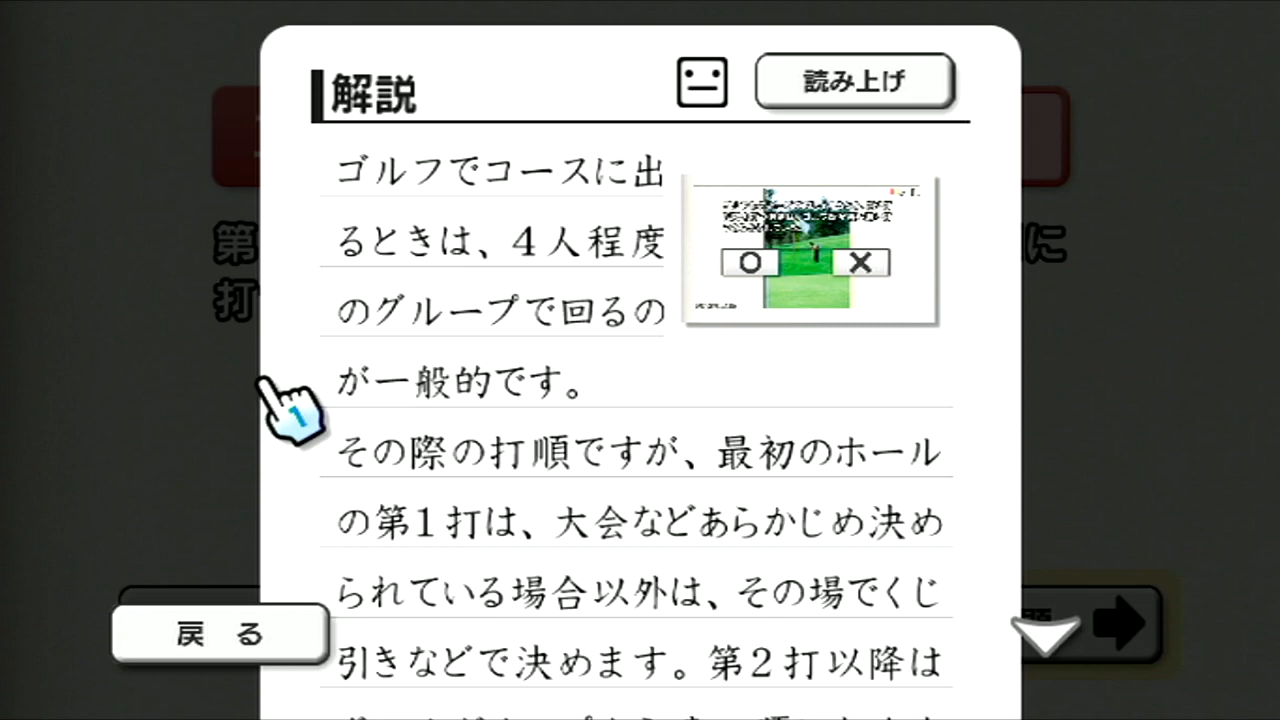 解説
読み上げ
ゴルフでコースに出
るときは、4人程度
のグループで回るの
が一般的です。
その際の打順ですが、最初のホール
の第1打は、大会などあらかじめ決め
られている場合以外は、その場でくじ
引きなどで決めます。第2打以降は
○
×
第
に
打
1
戻る